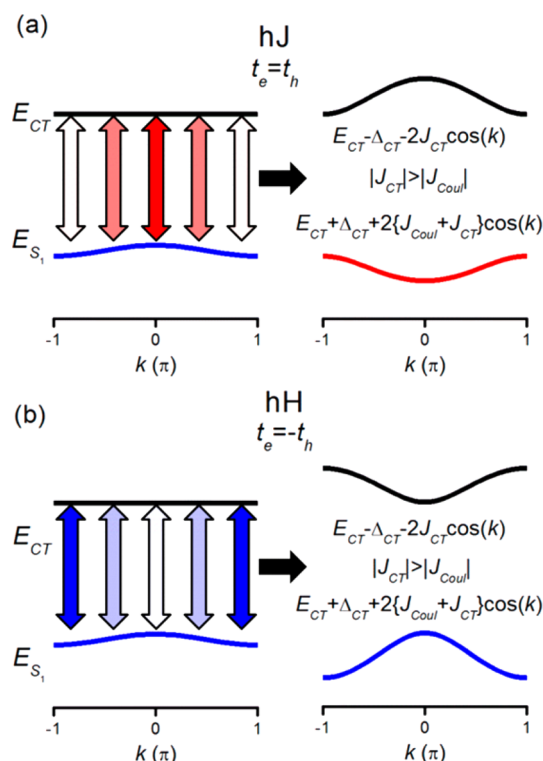 (a)
hJ
t_e=t_h
E_CT
E_CT-Δ_CT-2J_CTcos(k)
|J_CT|>|J_Coul|
E_S₁
E_CT+Δ_CT+2{J_Coul+J_CT}cos(k)
-1 0 1 -1 0 1
k (π) k (π)
(b)
hH
t_e=-t_h
E_CT
E_CT-Δ_CT-2J_CTcos(k)
|J_CT|>|J_Coul|
E_CT+Δ_CT+2{J_Coul+J_CT}cos(k)
E_S₁
-1 0 1 -1 0 1
k (π) k (π)